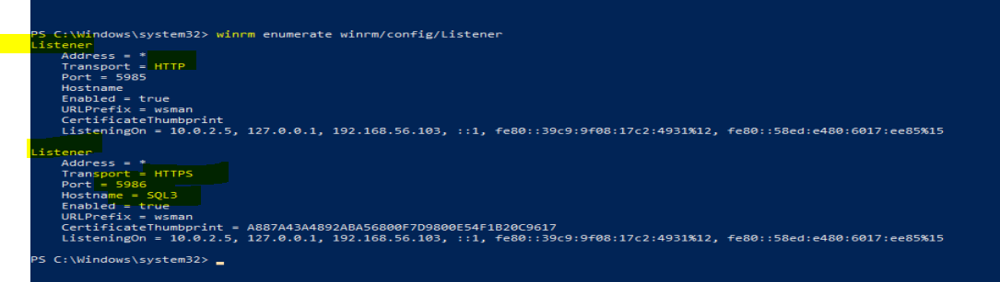 PS C:\Windows\system32> winrm enumerate winrm/config/Listener
Listener
Address = *
Transport = HTTP
Port = 5985
Hostname
Enabled = true
URLPrefix = wsman
CertificateThumbprint
ListeningOn = 10.0.2.5, 127.0.0.1, 192.168.56.103, ::1, fe80::39c9:9f08:17c2:4931%12, fe80::58ed:e480:6017:ee85%15
Listener
Address = *
Transport = HTTPS
Port = 5986
Hostname = SQL3
Enabled = true
URLPrefix = wsman
CertificateThumbprint = A887A43A4892ABA56800F7D9800E54F1B20C9617
ListeningOn = 10.0.2.5, 127.0.0.1, 192.168.56.103, ::1, fe80::39c9:9f08:17c2:4931%12, fe80::58ed:e480:6017:ee85%15
PS C:\Windows\system32>